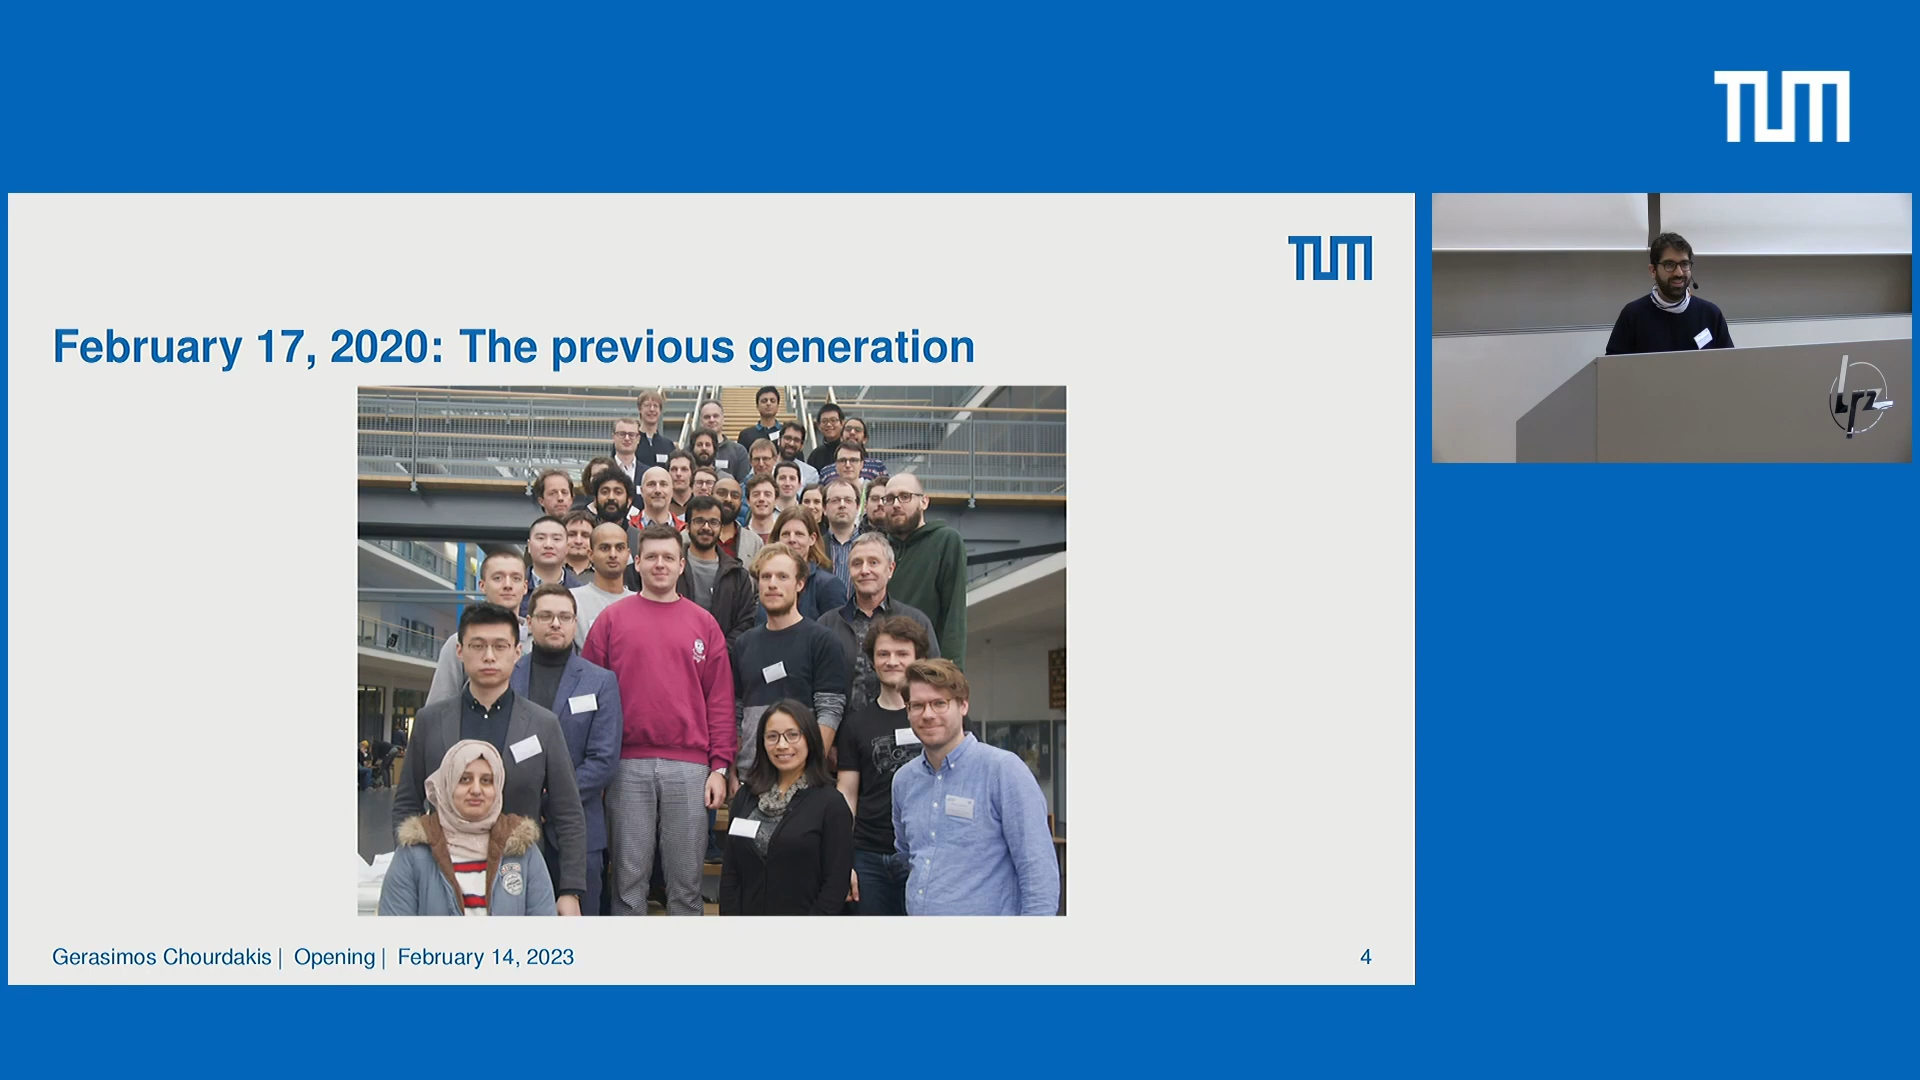 TUM
TUM
February 17, 2020: The previous generation
lrz
Gerasimos Chourdakis | Opening | February 14, 2023
4